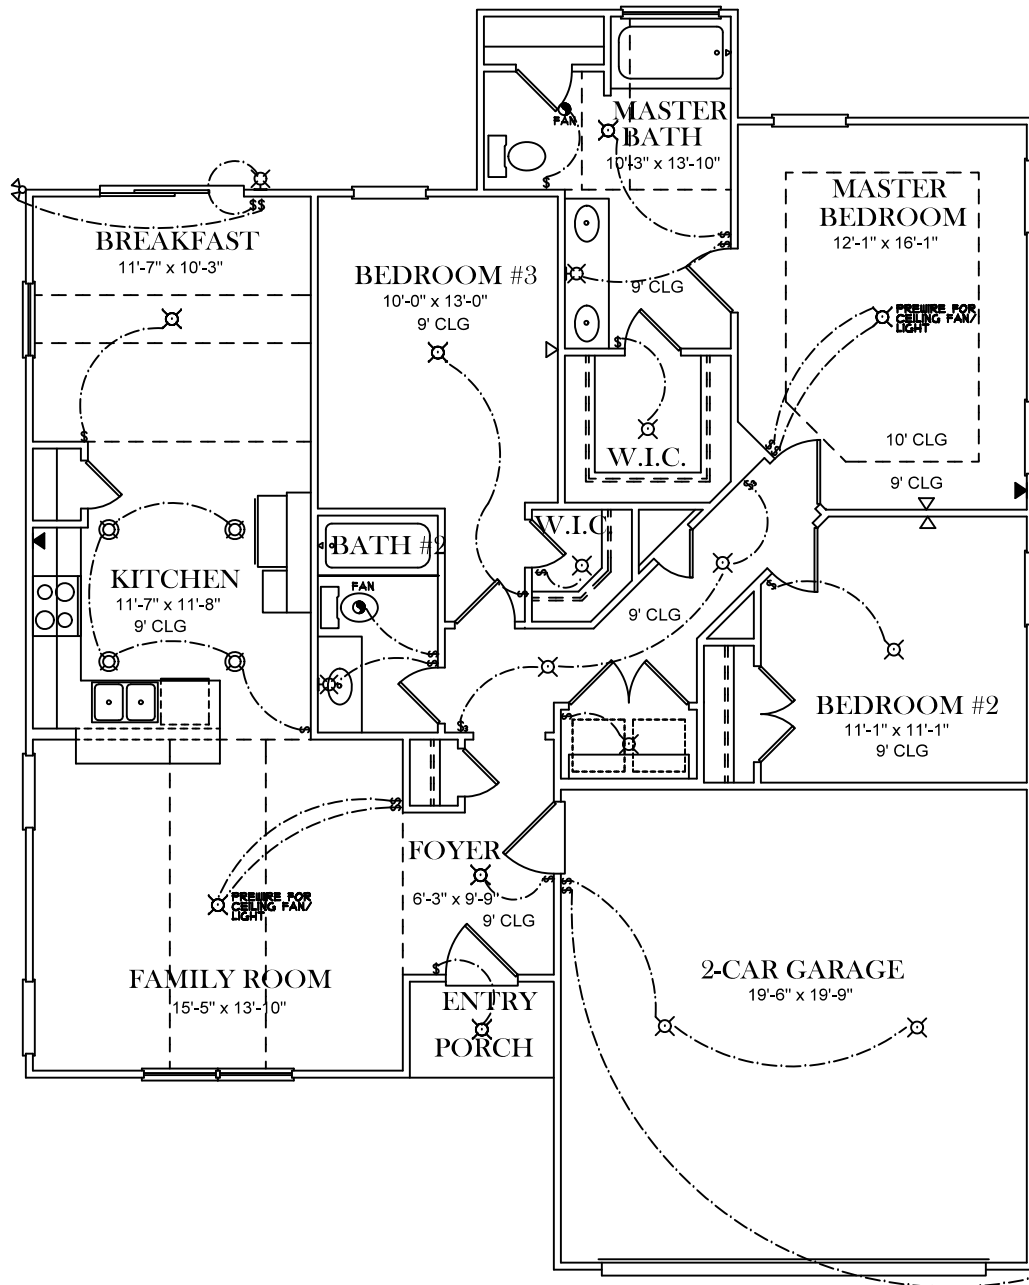 MASTER
BATH
10'-3" x 13'-10"
FAN
MASTER
BEDROOM
12'-1" x 16'-1"
BREAKFAST
11'-7" x 10'-3"
BEDROOM #3
10'-0" x 13'-0"
9' CLG
9' CLG
PREWIRE FOR
CEILING FAN/
LIGHT
10' CLG
9' CLG
W.I.C.
W.I.C.
BATH #2
FAN
KITCHEN
11'-7" x 11'-8"
9' CLG
9' CLG
BEDROOM #2
11'-1" x 11'-1"
9' CLG
FOYER
6'-3" x 9'-9"
9' CLG
PREWIRE FOR
CEILING FAN/
LIGHT
FAMILY ROOM
15'-5" x 13'-10"
ENTRY
PORCH
2-CAR GARAGE
19'-6" x 19'-9"